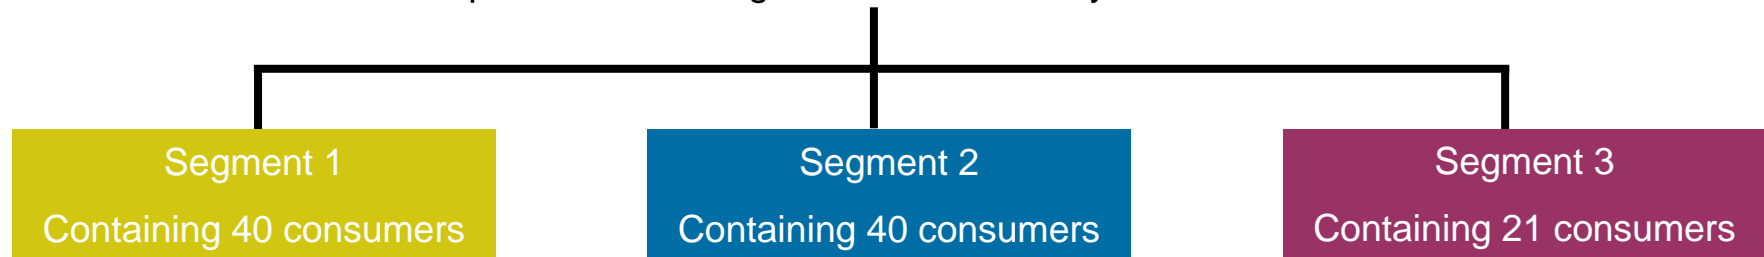 Segment 1
Containing 40 consumers
Segment 2
Containing 40 consumers
Segment 3
Containing 21 consumers